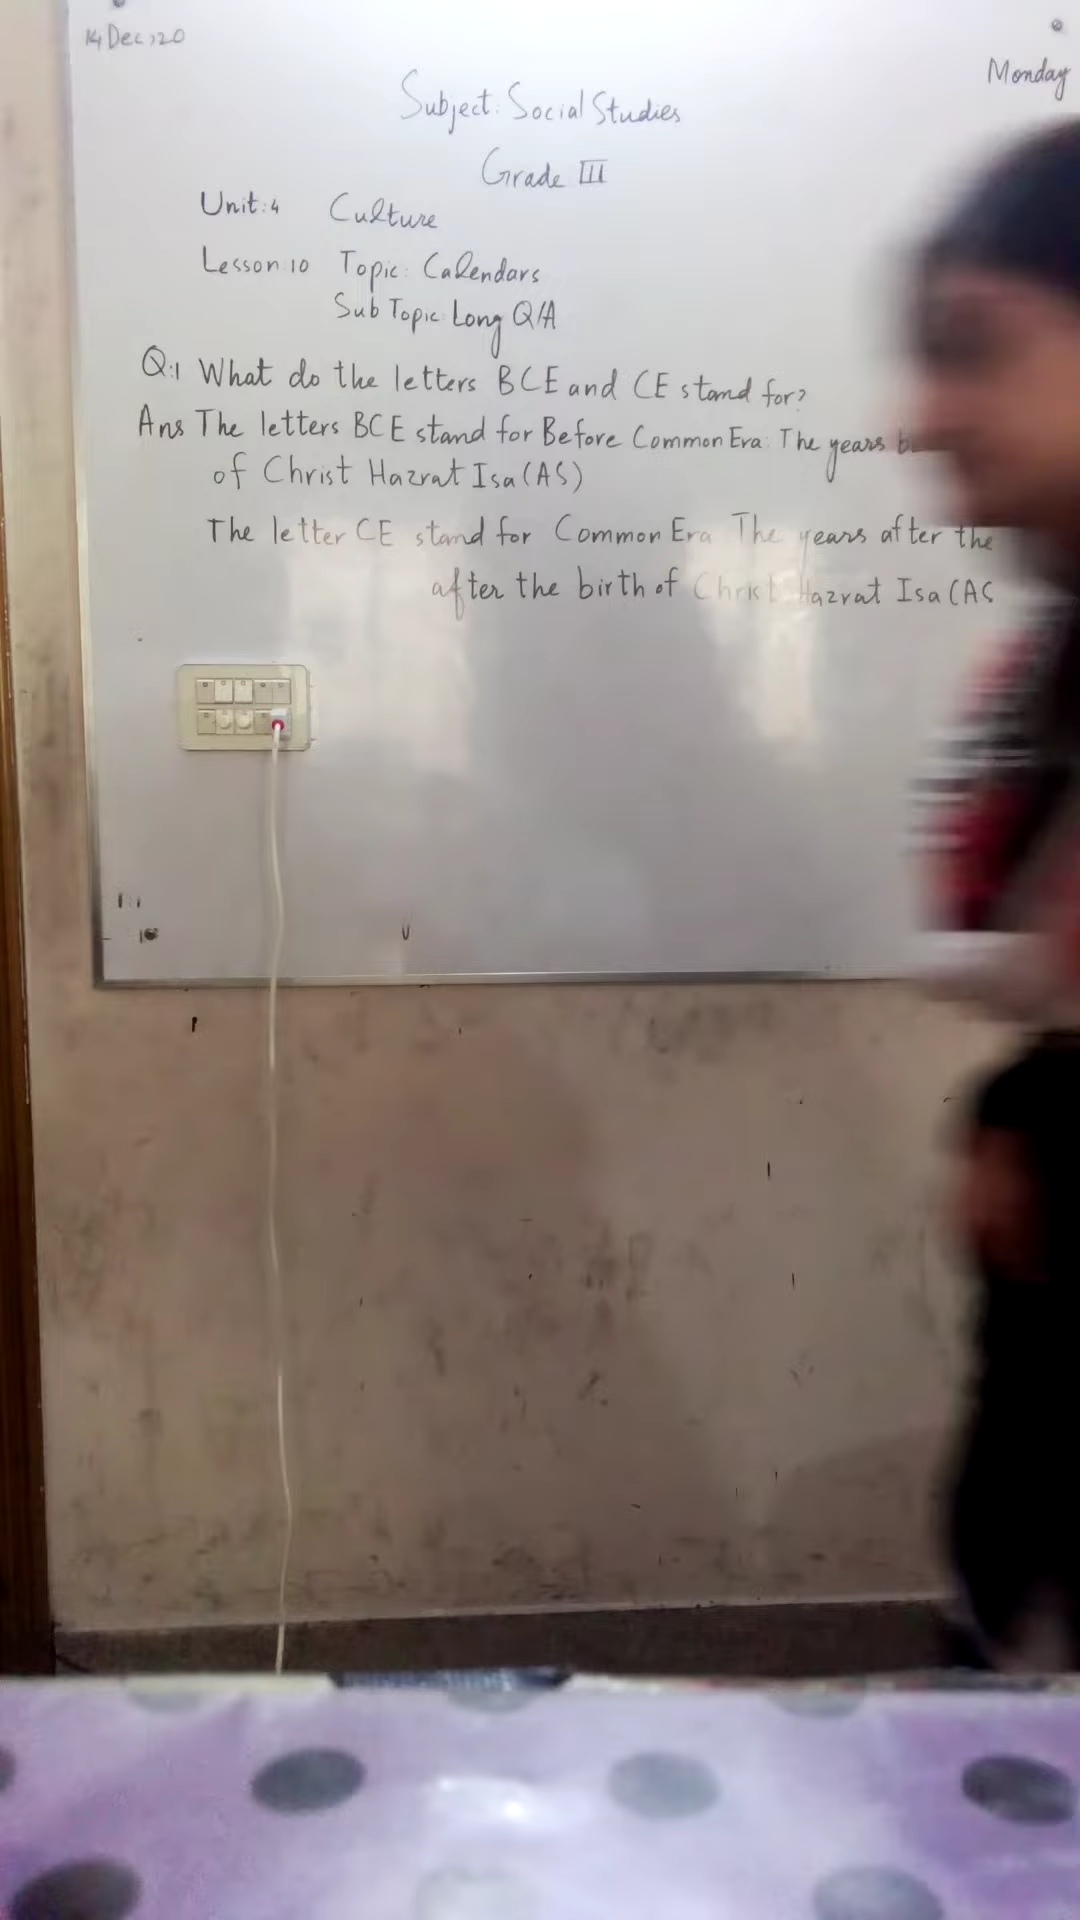 14 Dec, 20
Monday
Subject: Social Studies
Grade III
Unit: 4 Culture
Lesson: 10 Topic: Calendars
Sub Topic: Long Q/A
Q:1 What do the letters BCE and CE stand for?
Ans The letters BCE stand for Before Common Era. The years
of Christ Hazrat Isa (AS)
The letter CE stand for Common Era The years after the
after the birth of Christ Hazrat Isa (AS